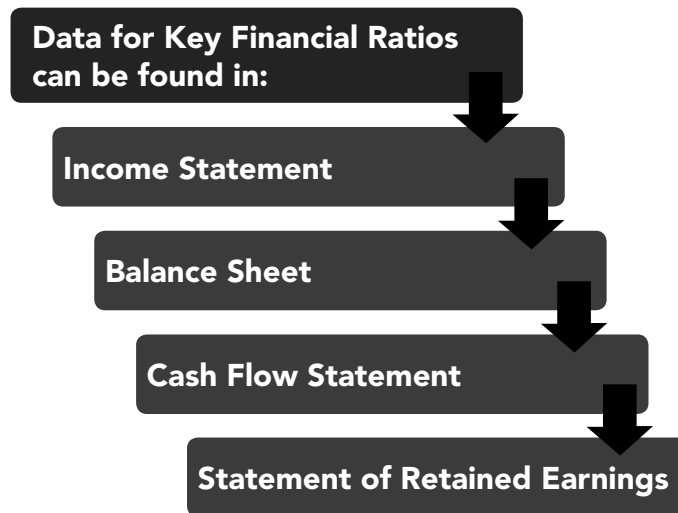 Data for Key Financial Ratios
can be found in:
Income Statement
Balance Sheet
Cash Flow Statement
Statement of Retained Earnings